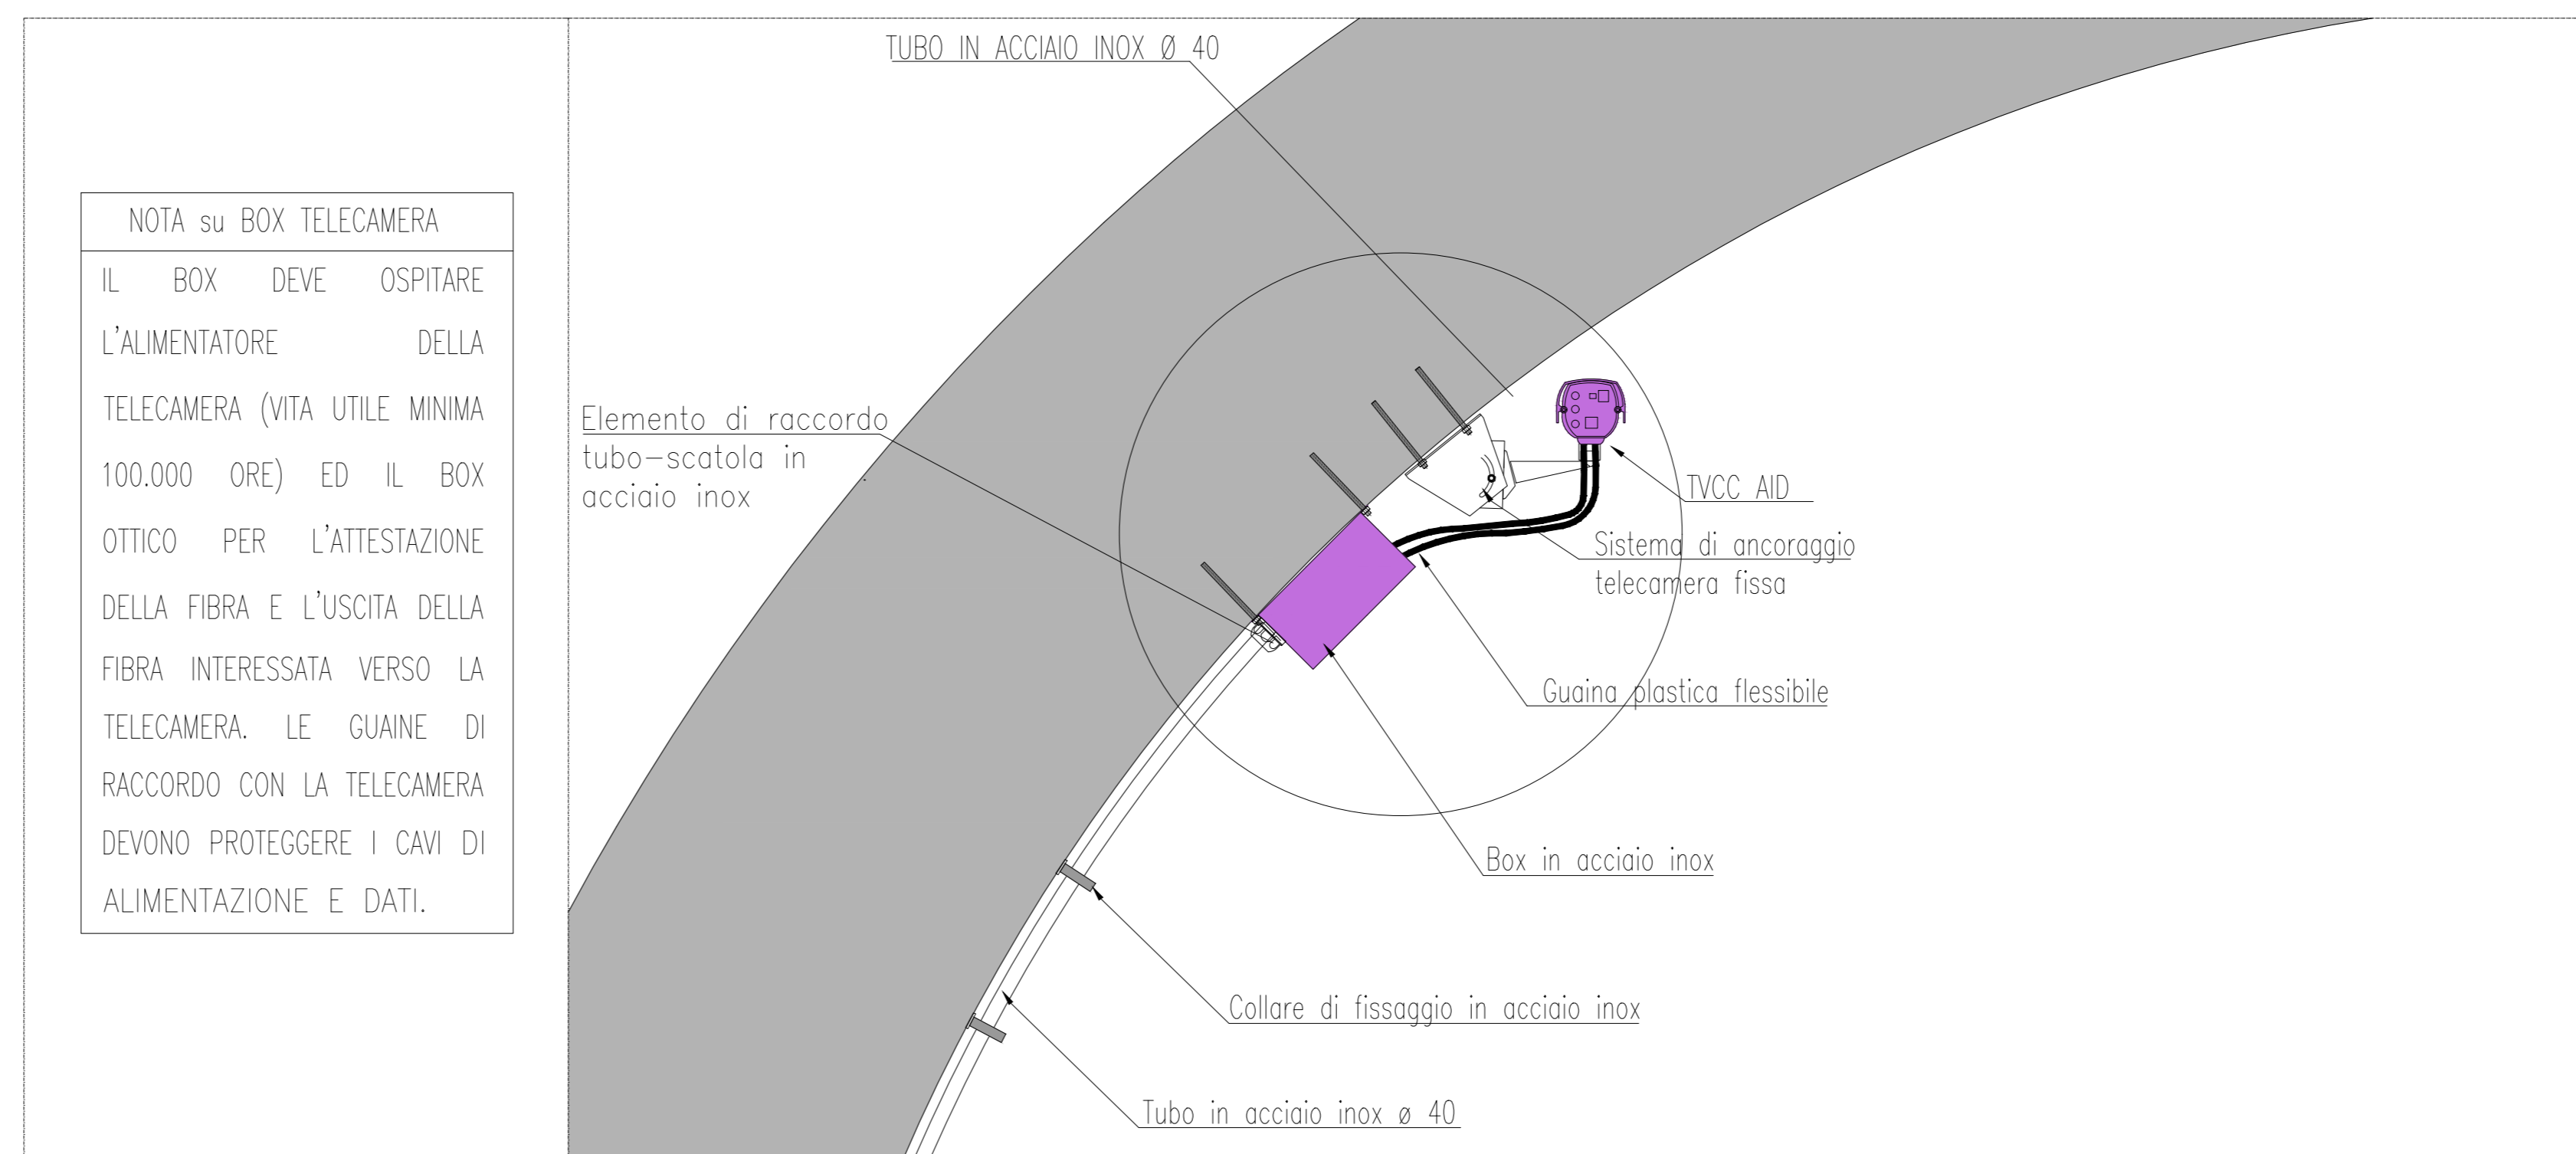 NOTA su BOX TELECAMERA
IL BOX DEVE OSPITARE
L'ALIMENTATORE DELLA
TELECAMERA (VITA UTILE MINIMA
100.000 ORE) ED IL BOX
OTTICO PER L'ATTESTAZIONE
DELLA FIBRA E L'USCITA DELLA
FIBRA INTERESSATA VERSO LA
TELECAMERA. LE GUAINE DI
RACCORDO CON LA TELECAMERA
DEVONO PROTEGGERE I CAVI DI
ALIMENTAZIONE E DATI.
TUBO IN ACCIAIO INOX Ø 40
Elemento di raccordo
tubo-scatola in
acciaio inox
TVCC AID
Sistema di ancoraggio
telecamera fissa
Guaina plastica flessibile
Box in acciaio inox
Collare di fissaggio in acciaio inox
Tubo in acciaio inox ø 40